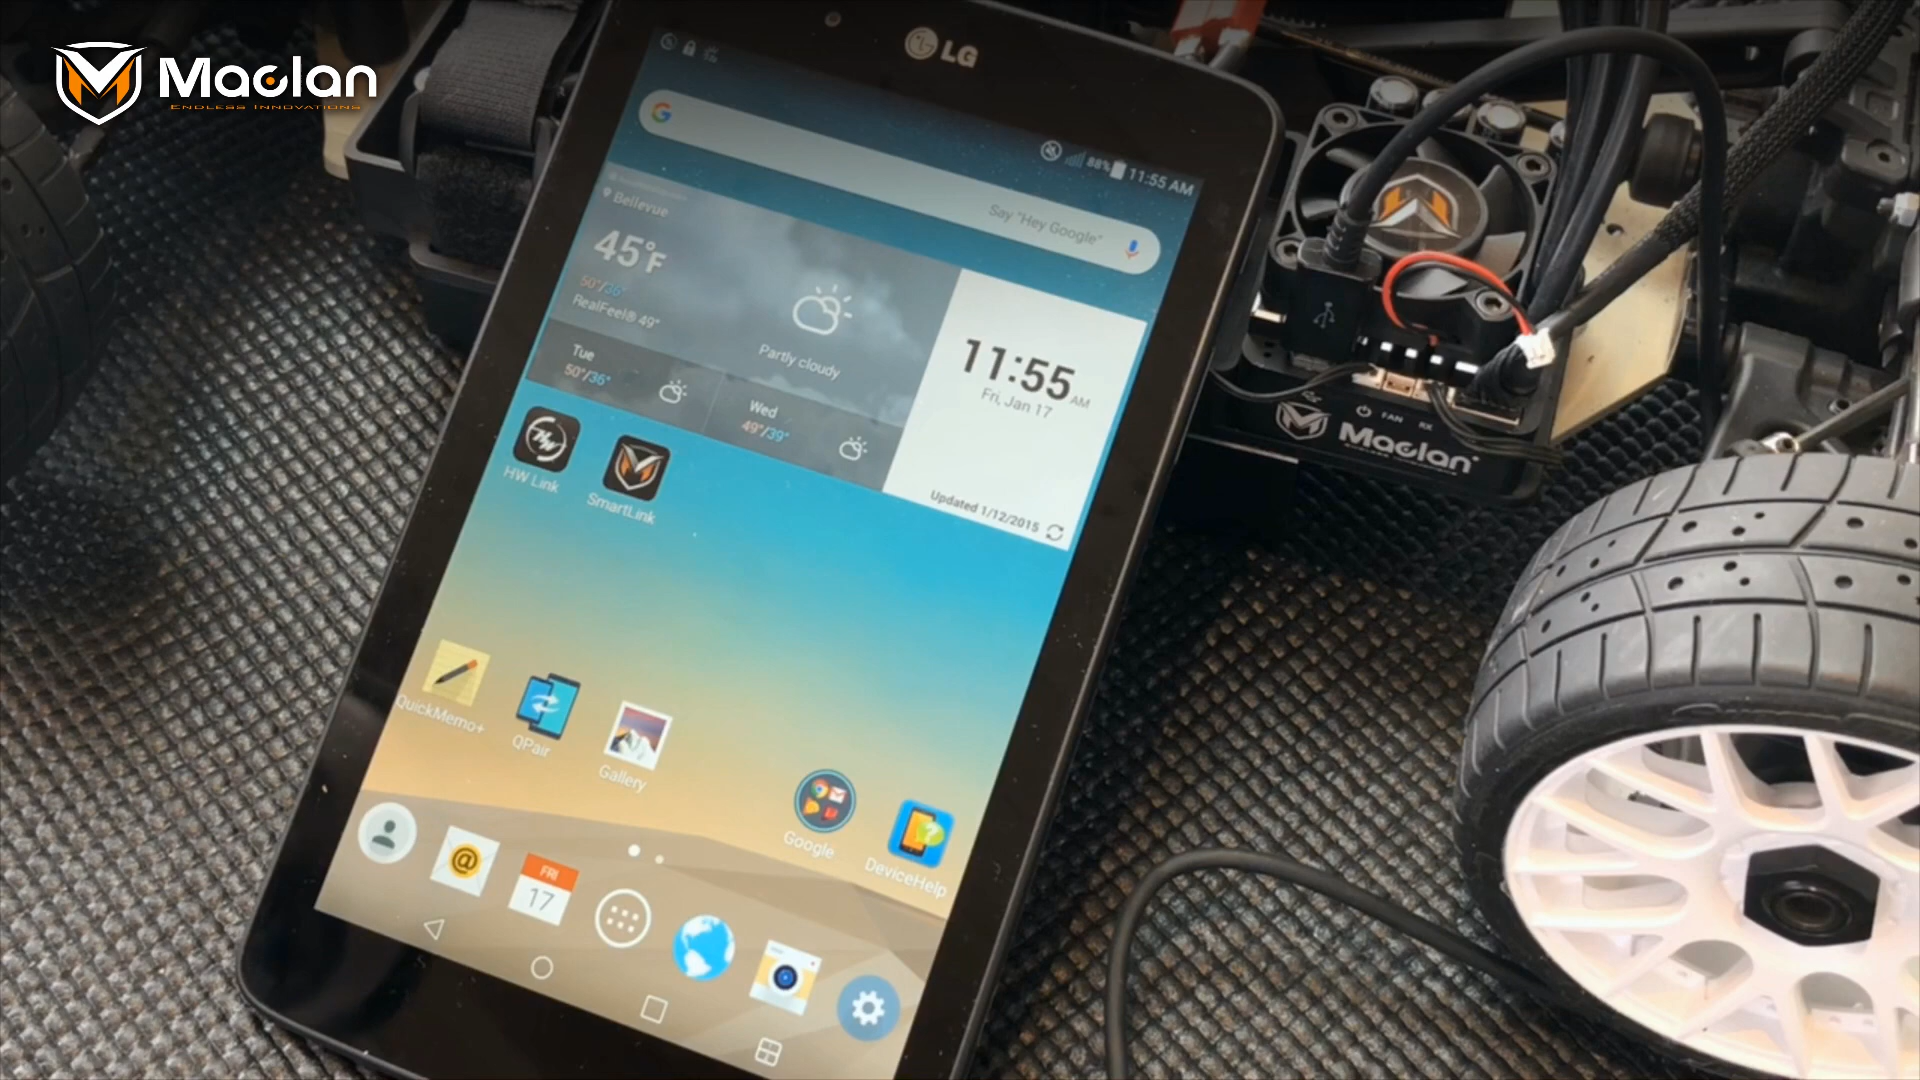 Maclan
ENDLESS INNOVATIONS
LG
88%
11:55 AM
Say "Hey Google"
Bellevue
45°F
50°/36°
RealFeel® 49°
Partly cloudy
Tue
50°/36°
Wed
49°/39°
11:55 AM
Fri, Jan 17
Updated 1/12/2015
HW
HW Link
SmartLink
FAN
RX
Maclan
QuickMemo+
QPair
Gallery
Google
DeviceHelp
@
FRI
17